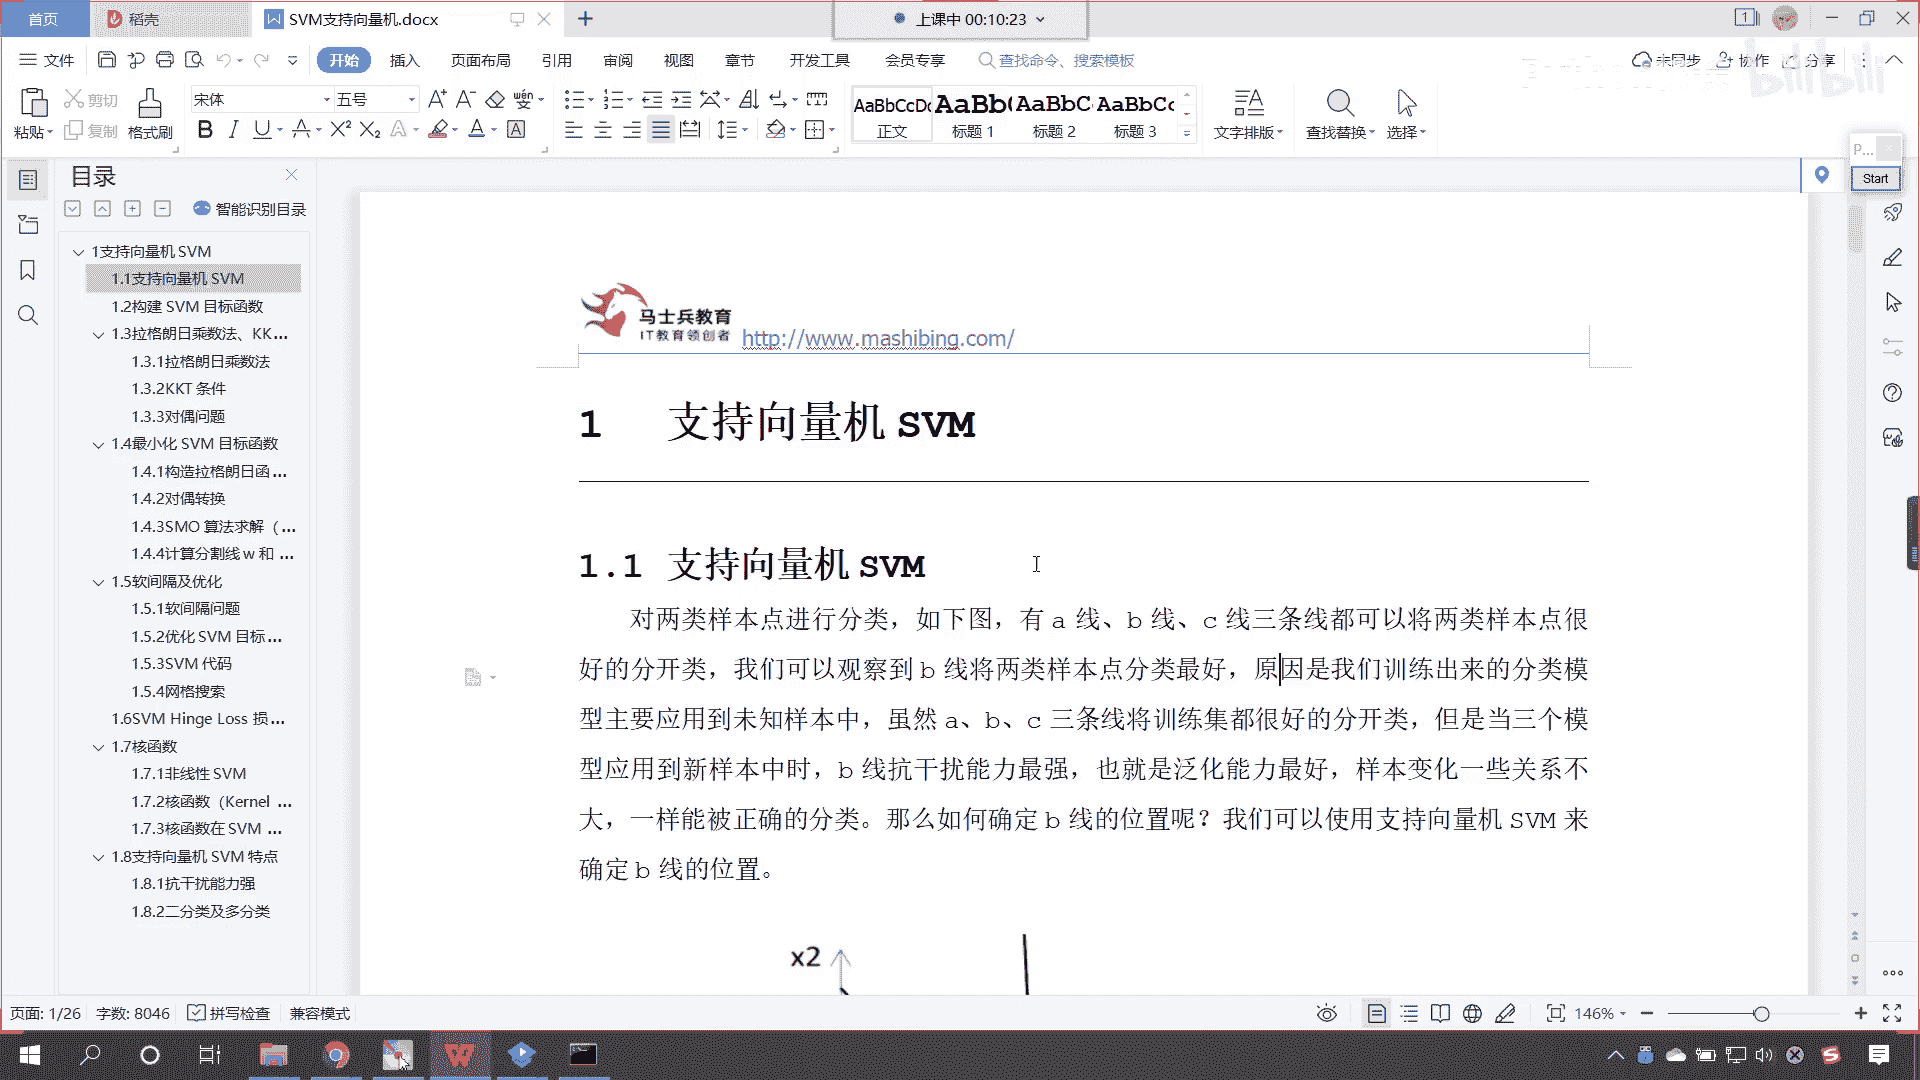 首页
稻壳
SVM支持向量机.docx
上课中 00:10:23
1
文件
开始
插入
页面布局
引用
审阅
视图
章节
开发工具
会员专享
查找命令、搜索模板
未同步
协作
分享
bilibili
粘贴
剪切
复制
格式刷
宋体
五号
AaBbCcDd
正文
AaBb(
标题 1
AaBbC
标题 2
AaBbCc
标题 3
文字排版
查找替换
选择
P...
Start
目录
智能识别目录
1支持向量机 SVM
1.1支持向量机 SVM
1.2构建 SVM 目标函数
1.3拉格朗日乘数法、KK...
1.3.1拉格朗日乘数法
1.3.2KKT 条件
1.3.3对偶问题
1.4最小化 SVM 目标函数
1.4.1构造拉格朗日函 ...
1.4.2对偶转换
1.4.3SMO 算法求解（ ...
1.4.4计算分割线 w 和 ...
1.5软间隔及优化
1.5.1软间隔问题
1.5.2优化 SVM 目标 ...
1.5.3SVM 代码
1.5.4网格搜索
1.6SVM Hinge Loss 损 ...
1.7核函数
1.7.1非线性 SVM
1.7.2核函数（Kernel ...
1.7.3核函数在 SVM ...
1.8支持向量机 SVM 特点
1.8.1抗干扰能力强
1.8.2二分类及多分类
马士兵教育
IT教育领创者
http://www.mashibing.com/
1 支持向量机 SVM
1.1 支持向量机 SVM
对两类样本点进行分类，如下图，有 a 线、b 线、c 线三条线都可以将两类样本点很
好的分开类，我们可以观察到 b 线将两类样本点分类最好，原因是我们训练出来的分类模
型主要应用到未知样本中，虽然 a、b、c 三条线将训练集都很好的分开类，但是当三个模
型应用到新样本中时，b 线抗干扰能力最强，也就是泛化能力最好，样本变化一些关系不
大，一样能被正确的分类。那么如何确定 b 线的位置呢？我们可以使用支持向量机 SVM 来
确定 b 线的位置。
x2
页面: 1/26
字数: 8046
拼写检查
兼容模式
146%